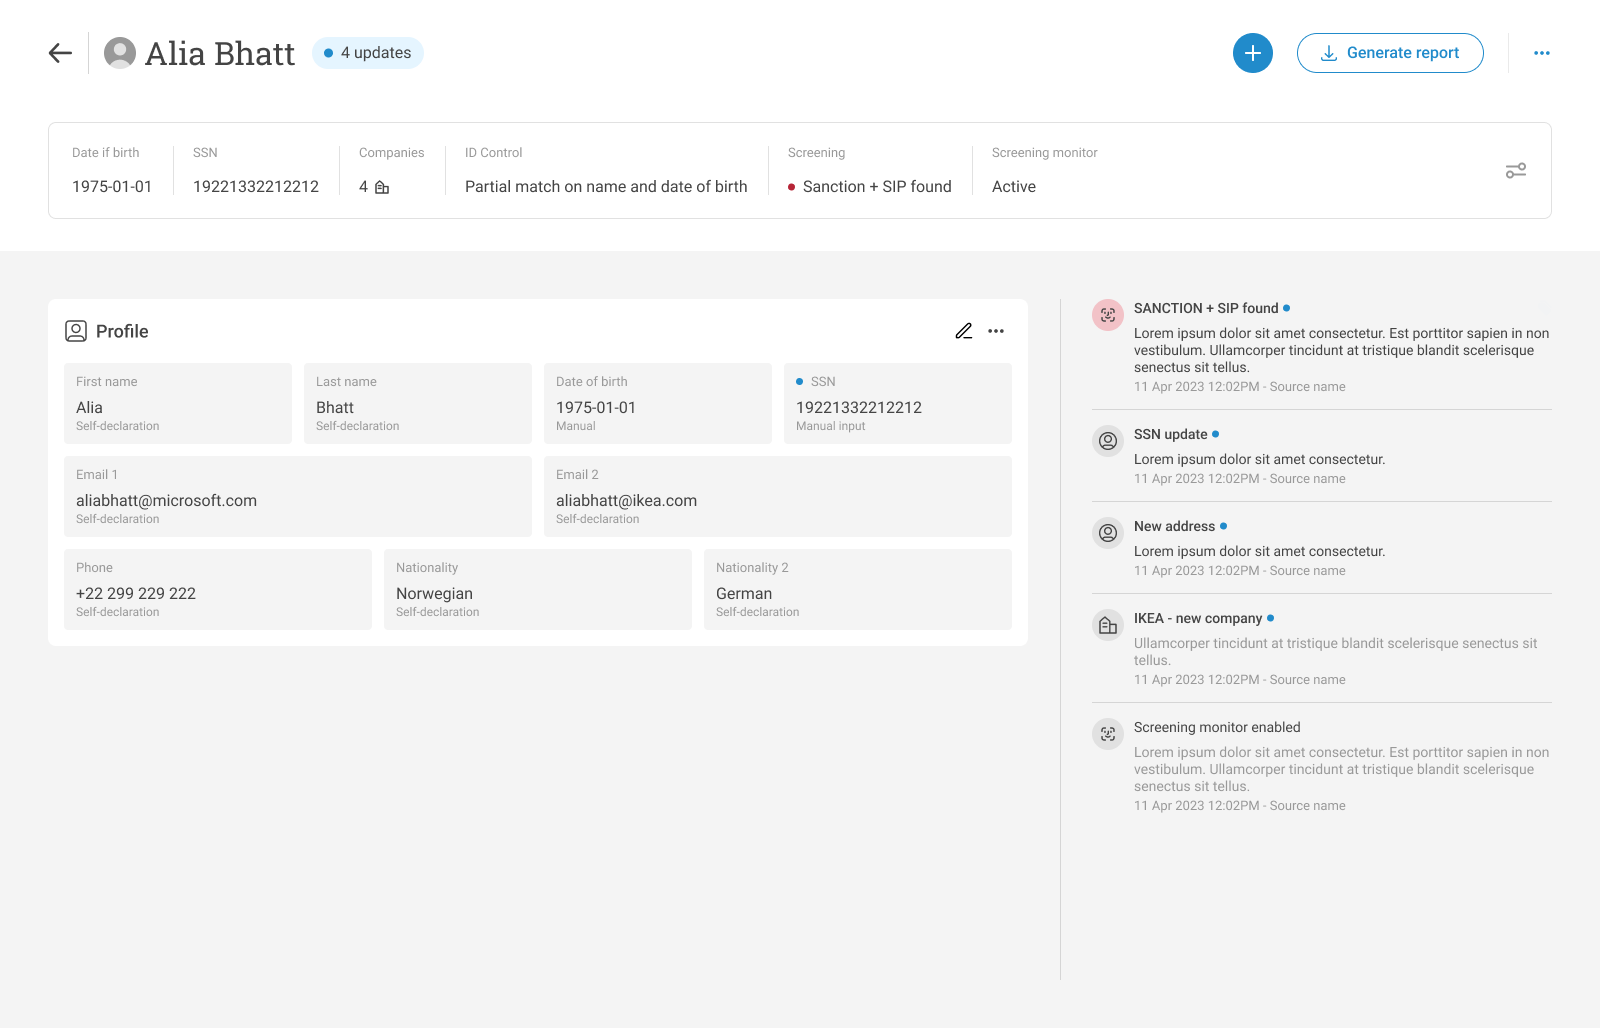 Alia Bhatt
4 updates
Generate report
Date if birth
1975-01-01
SSN
19221332212212
Companies
4
ID Control
Partial match on name and date of birth
Screening
Sanction + SIP found
Screening monitor
Active
Profile
First name
Alia
Self-declaration
Last name
Bhatt
Self-declaration
Date of birth
1975-01-01
Manual
SSN
19221332212212
Manual input
Email 1
aliabhatt@microsoft.com
Self-declaration
Email 2
aliabhatt@ikea.com
Self-declaration
Phone
+22 299 229 222
Self-declaration
Nationality
Norwegian
Self-declaration
Nationality 2
German
Self-declaration
SANCTION + SIP found
Lorem ipsum dolor sit amet consectetur. Est porttitor sapien in non
vestibulum. Ullamcorper tincidunt at tristique blandit scelerisque
senectus sit tellus.
11 Apr 2023 12:02PM - Source name
SSN update
Lorem ipsum dolor sit amet consectetur.
11 Apr 2023 12:02PM - Source name
New address
Lorem ipsum dolor sit amet consectetur.
11 Apr 2023 12:02PM - Source name
IKEA - new company
Ullamcorper tincidunt at tristique blandit scelerisque senectus sit
tellus.
11 Apr 2023 12:02PM - Source name
Screening monitor enabled
Lorem ipsum dolor sit amet consectetur. Est porttitor sapien in non
vestibulum. Ullamcorper tincidunt at tristique blandit scelerisque
senectus sit tellus.
11 Apr 2023 12:02PM - Source name